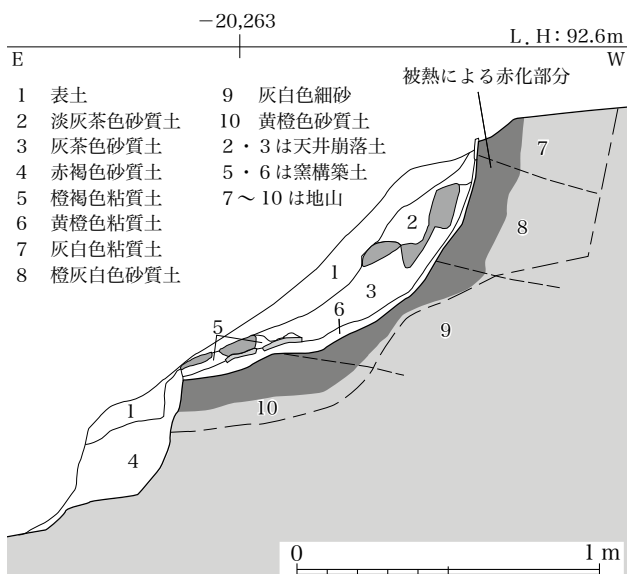 −20,263
L.H：92.6m
E
W
被熱による赤化部分
1 表土
2 淡灰茶色砂質土
3 灰茶色砂質土
4 赤褐色砂質土
5 橙褐色粘質土
6 黄橙色粘質土
7 灰白色粘質土
8 橙灰白色砂質土
9 灰白色細砂
10 黄橙色砂質土
2・3は天井崩落土
5・6は窯構築土
7～10は地山
7
2
8
1
3
6
5
9
1
10
4
0
1 m